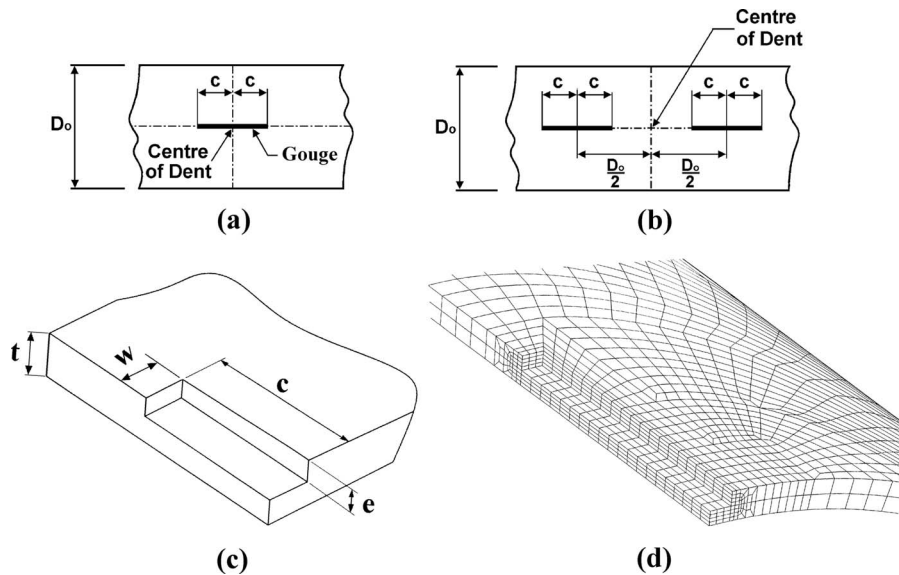 c c
Do
Centre
of Dent
Gouge
(a)
Centre
of Dent
c c c c
Do
Do
2
Do
2
(b)
t
w
c
e
(c)
(d)